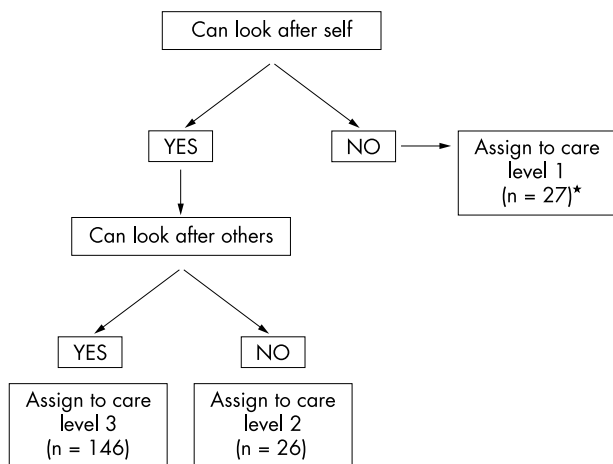 Can look after self
YES
NO
Assign to care
level 1
(n = 27)★
Can look after others
YES
NO
Assign to care
level 3
(n = 146)
Assign to care
level 2
(n = 26)